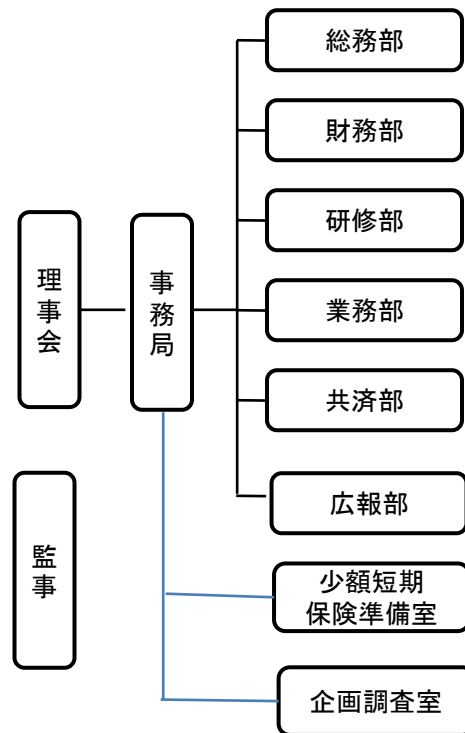 理事会
事務局
総務部
財務部
研修部
業務部
共済部
広報部
監事
少額短期
保険準備室
企画調査室